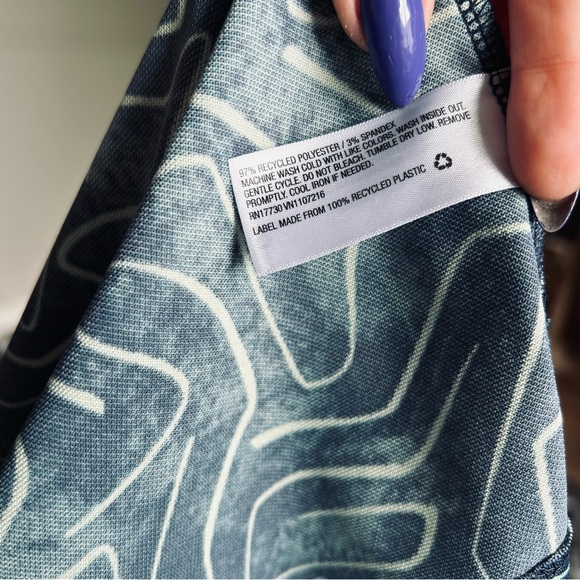 97% RECYCLED POLYESTER / 3% SPANDEX
MACHINE WASH COLD WITH LIKE COLORS. WASH INSIDE OUT.
GENTLE CYCLE. DO NOT BLEACH. TUMBLE DRY LOW. REMOVE
PROMPTLY. COOL IRON IF NEEDED.
RN17730 VN1107216
LABEL MADE FROM 100% RECYCLED PLASTIC